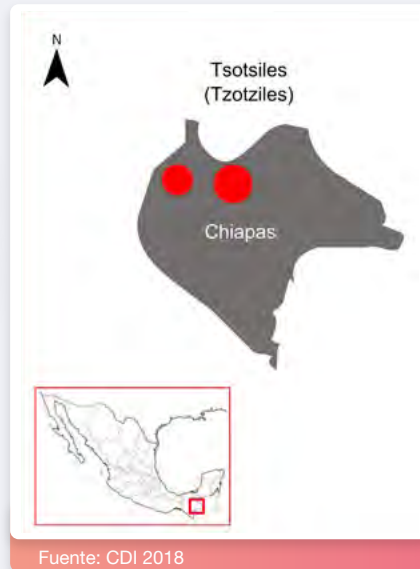 N
Tsotsiles
(Tzotziles)
Chiapas
Fuente: CDI 2018